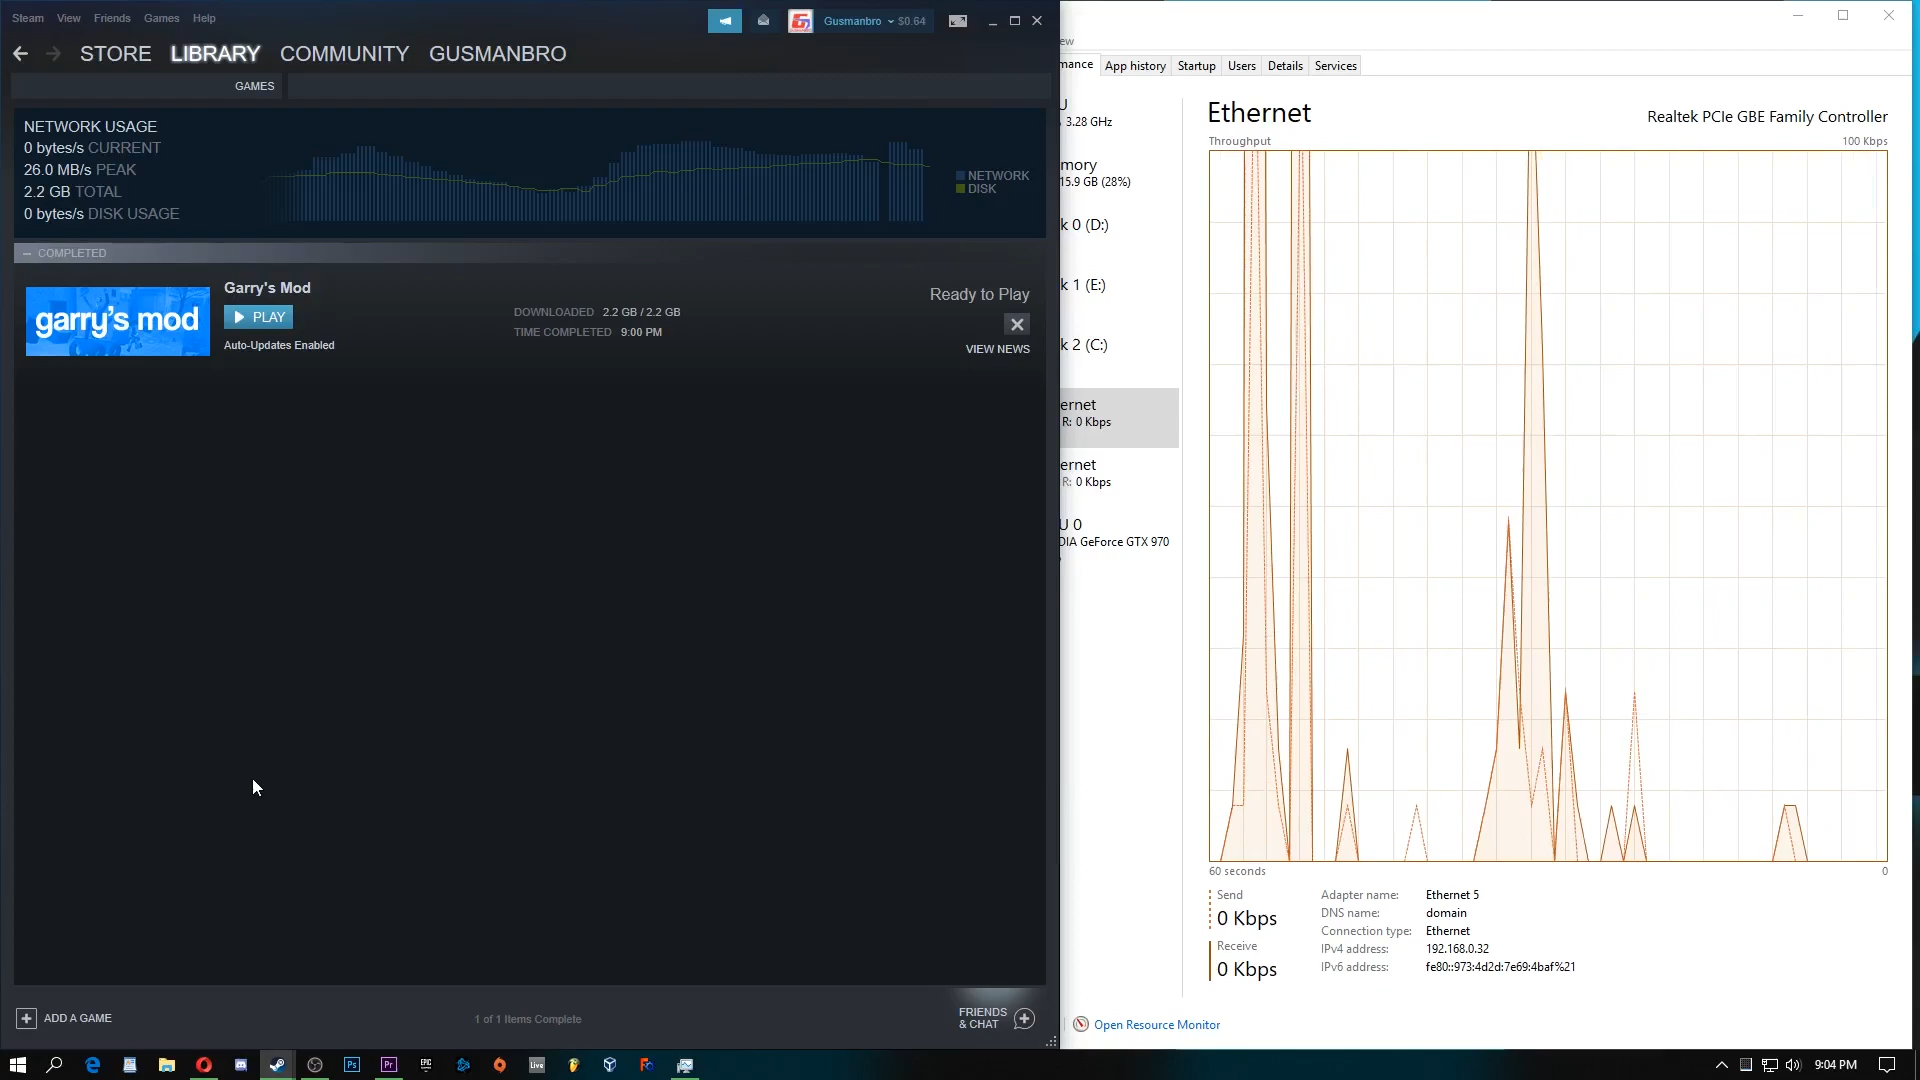 Steam View Friends Games Help
Gusmanbro $0.64
STORE LIBRARY COMMUNITY GUSMANBRO
GAMES
NETWORK USAGE
0 bytes/s CURRENT
26.0 MB/s PEAK
2.2 GB TOTAL
0 bytes/s DISK USAGE
NETWORK
DISK
COMPLETED
garry's mod
Garry's Mod
PLAY
Auto-Updates Enabled
DOWNLOADED 2.2 GB / 2.2 GB
TIME COMPLETED 9:00 PM
Ready to Play
VIEW NEWS
ADD A GAME
1 of 1 Items Complete
FRIENDS
& CHAT
ew
mance App history Startup Users Details Services
U
3.28 GHz
mory
15.9 GB (28%)
k 0 (D:)
k 1 (E:)
k 2 (C:)
ernet
R: 0 Kbps
ernet
R: 0 Kbps
U 0
DIA GeForce GTX 970
Ethernet
Realtek PCIe GBE Family Controller
Throughput
100 Kbps
60 seconds
0
Send
0 Kbps
Receive
0 Kbps
Adapter name: Ethernet 5
DNS name: domain
Connection type: Ethernet
IPv4 address: 192.168.0.32
IPv6 address: fe80::973:4d2d:7e69:4baf%21
Open Resource Monitor
Ps
Pr
EPIC
Live
9:04 PM